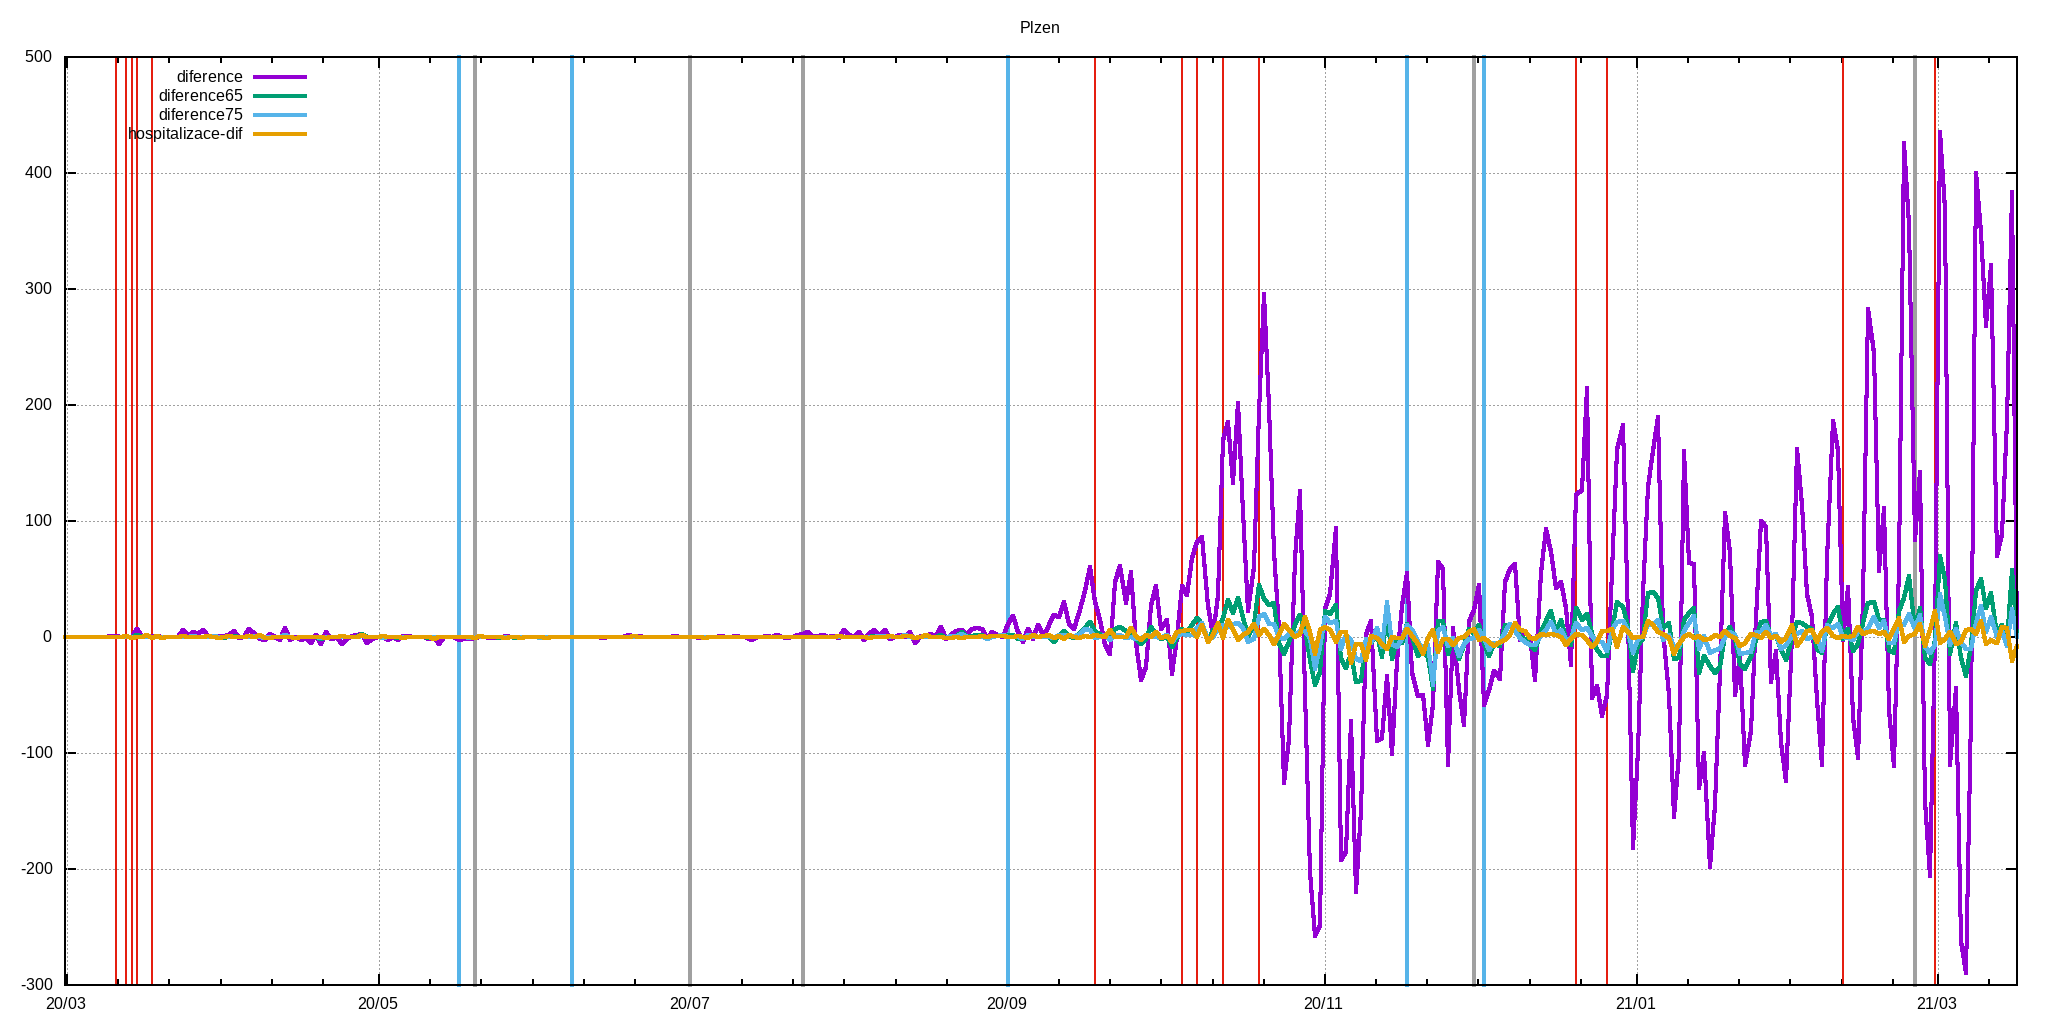 Plzen
500
400
300
200
100
0
-100
-200
-300
diference
diference65
diference75
hospitalizace-dif
20/03 20/05 20/07 20/09 20/11 21/01 21/03